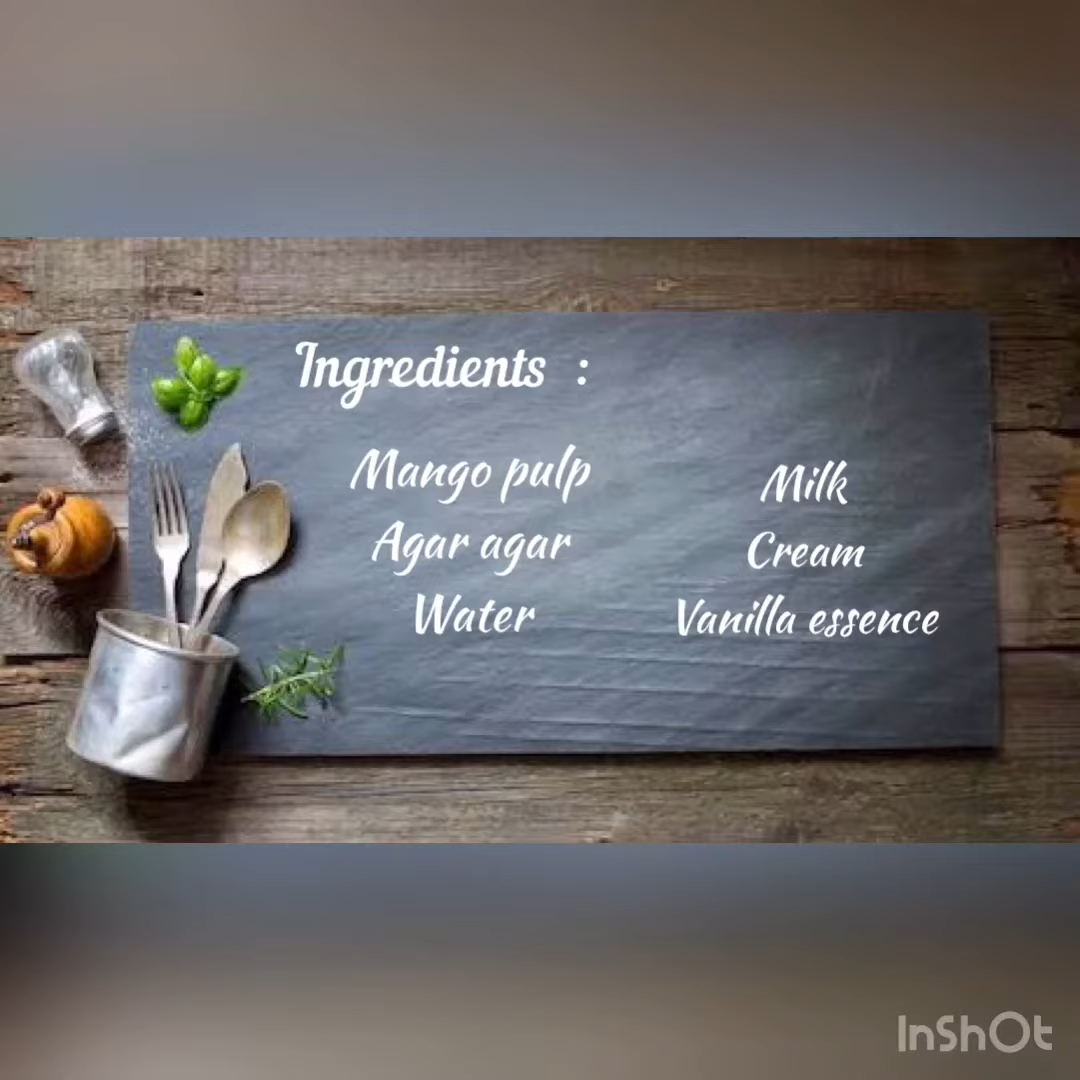 Ingredients :
Mango pulp
Agar agar
Water
Milk
Cream
Vanilla essence
InShOt